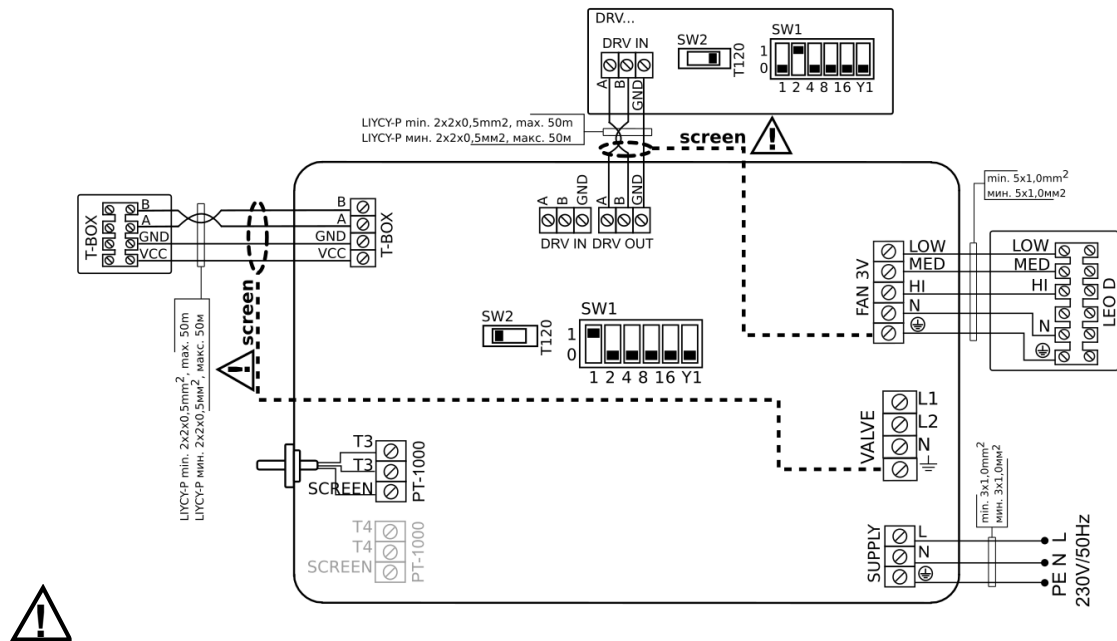 DRV...
DRV IN
SW2
SW1
T120
1
0
1 2 4 8 16 Y1
A
B
GND
LIYCY-P min. 2x2x0,5mm2, max. 50m
LIYCY-P мин. 2x2x0,5мм2, макс. 50м
screen
A
B
GND
A
B
GND
DRV IN
DRV OUT
T-BOX
B
A
GND
VCC
B
A
GND
VCC
T-BOX
screen
LIYCY-P min. 2x2x0,5mm², max. 50m
LIYCY-P мин. 2x2x0,5мм², макс. 50м
SW2
T120
SW1
1
0
1 2 4 8 16 Y1
min. 5x1,0mm²
мин. 5x1,0мм2
FAN 3V
LOW
MED
HI
N
LOW
MED
HI
N
LEO D
VALVE
L1
L2
N
T3
T3
SCREEN
PT-1000
T4
T4
SCREEN
PT-1000
SUPPLY
L
N
min. 3x1,0mm²
мин. 3x1,0мм²
L
N
PE
230V/50Hz